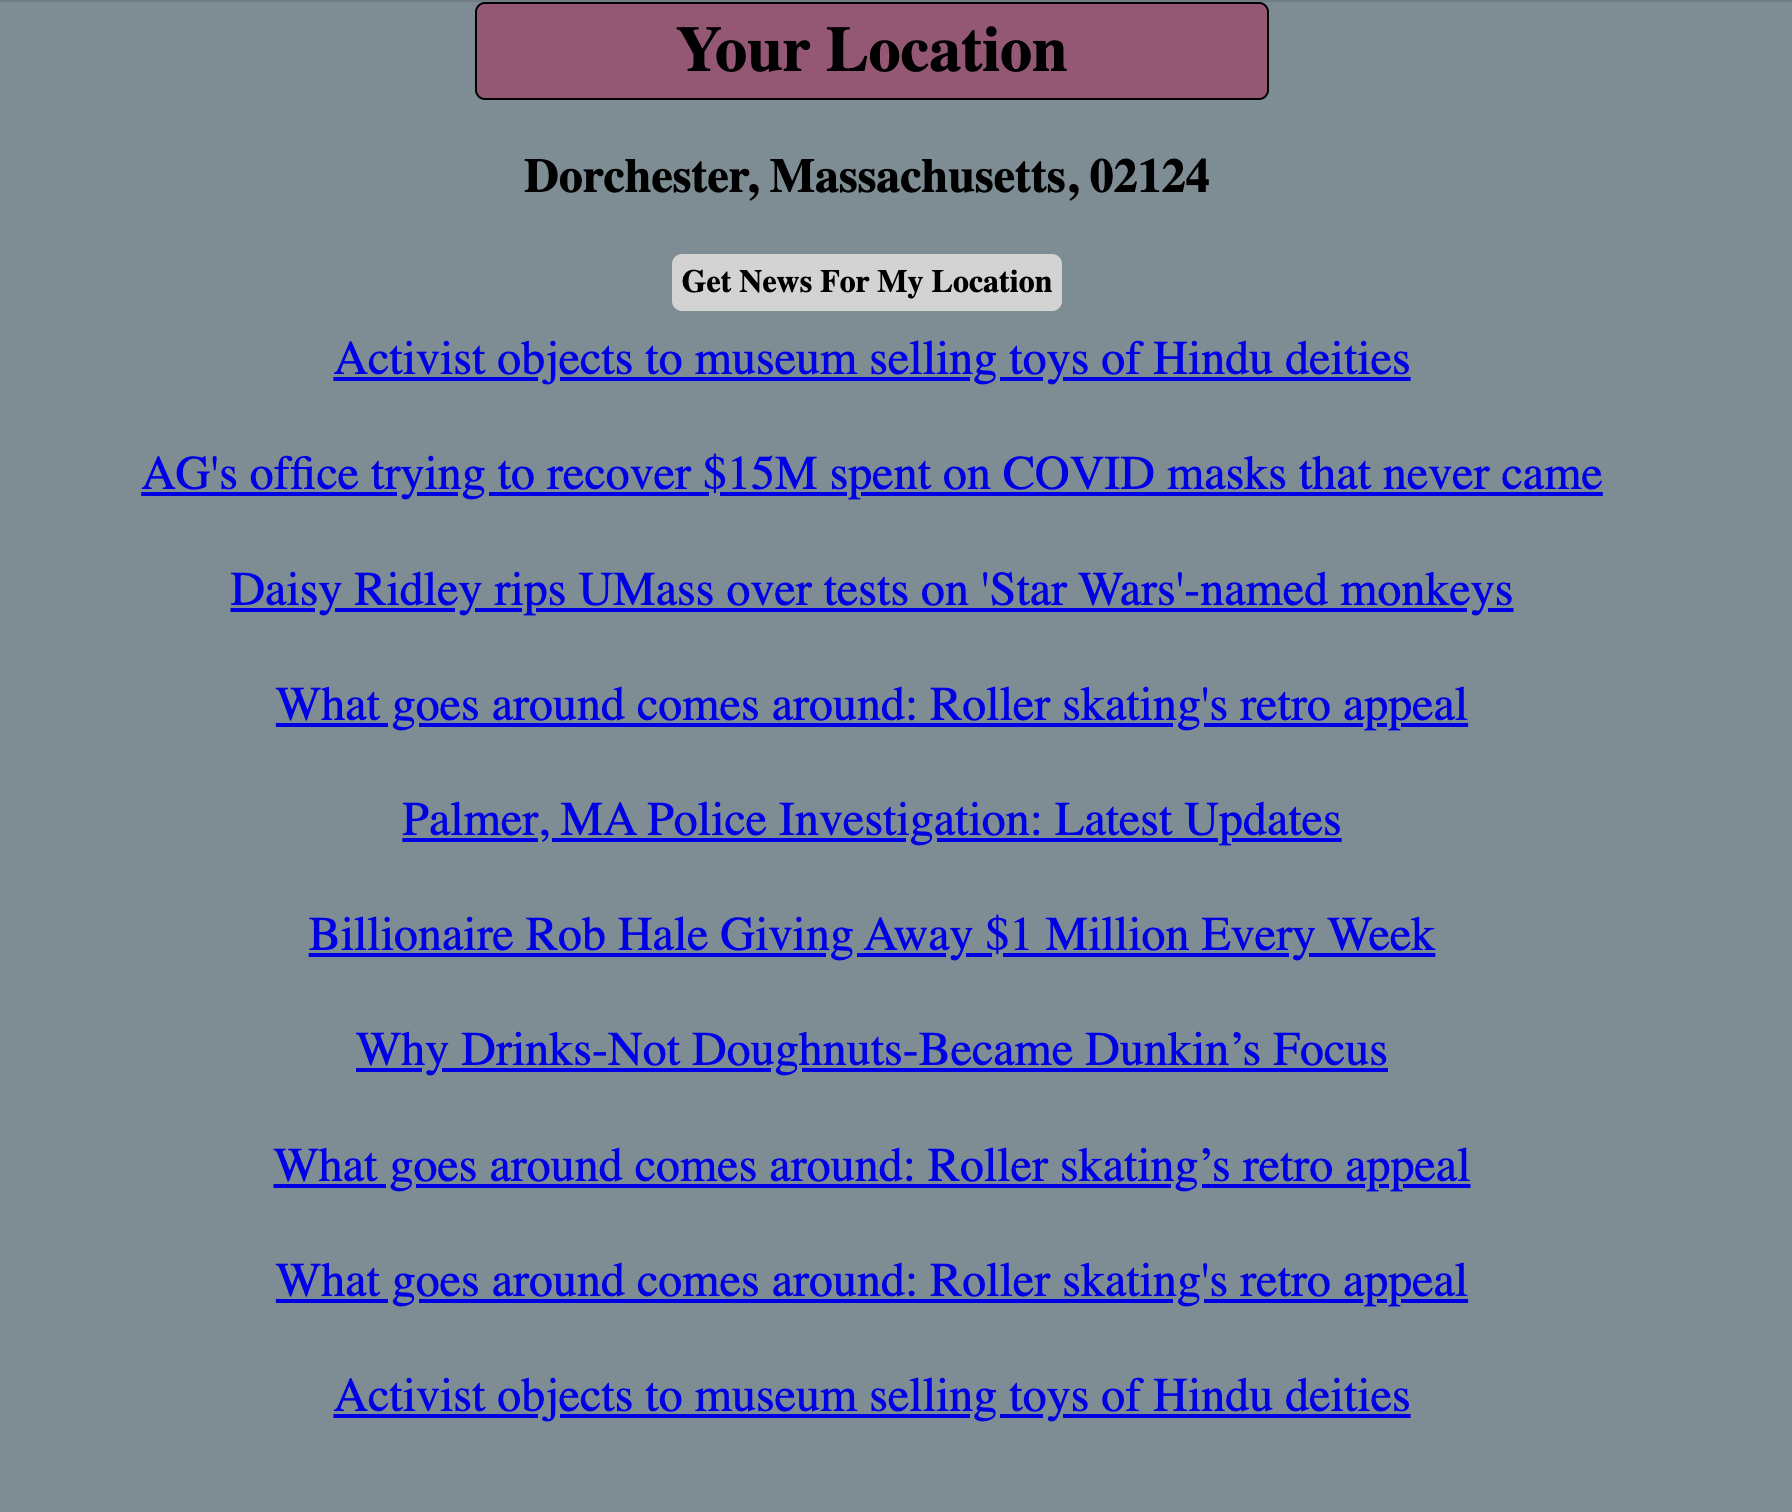 Your Location
Dorchester, Massachusetts, 02124
Get News For My Location
Activist objects to museum selling toys of Hindu deities
AG's office trying to recover $15M spent on COVID masks that never came
Daisy Ridley rips UMass over tests on 'Star Wars'-named monkeys
What goes around comes around: Roller skating's retro appeal
Palmer, MA Police Investigation: Latest Updates
Billionaire Rob Hale Giving Away $1 Million Every Week
Why Drinks-Not Doughnuts-Became Dunkin’s Focus
What goes around comes around: Roller skating’s retro appeal
What goes around comes around: Roller skating's retro appeal
Activist objects to museum selling toys of Hindu deities